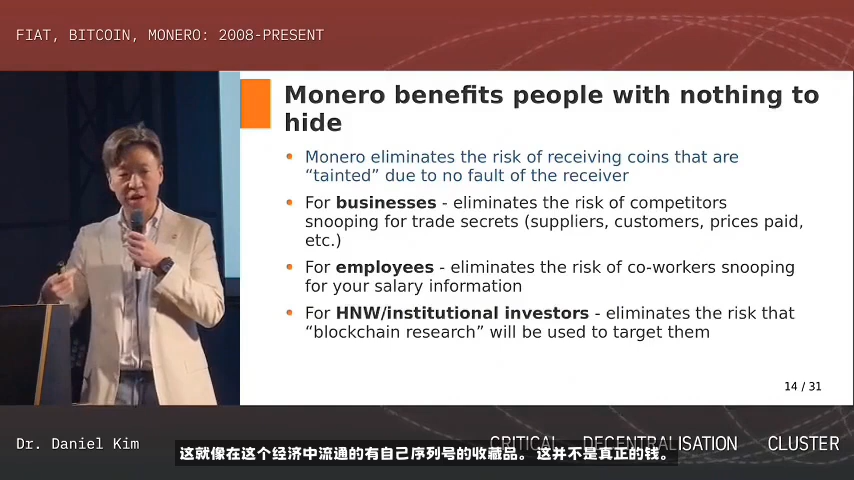 FIAT, BITCOIN, MONERO: 2008-PRESENT
Monero benefits people with nothing to
hide
• Monero eliminates the risk of receiving coins that are
“tainted” due to no fault of the receiver
• For businesses - eliminates the risk of competitors
snooping for trade secrets (suppliers, customers, prices paid,
etc.)
• For employees - eliminates the risk of co-workers snooping
for your salary information
• For HNW/institutional investors - eliminates the risk that
“blockchain research” will be used to target them
14 / 31
Dr. Daniel Kim
CRITICAL DECENTRALISATION CLUSTER
这就像在这个经济中流通的有自己序列号的收藏品。这并不是真正的钱。